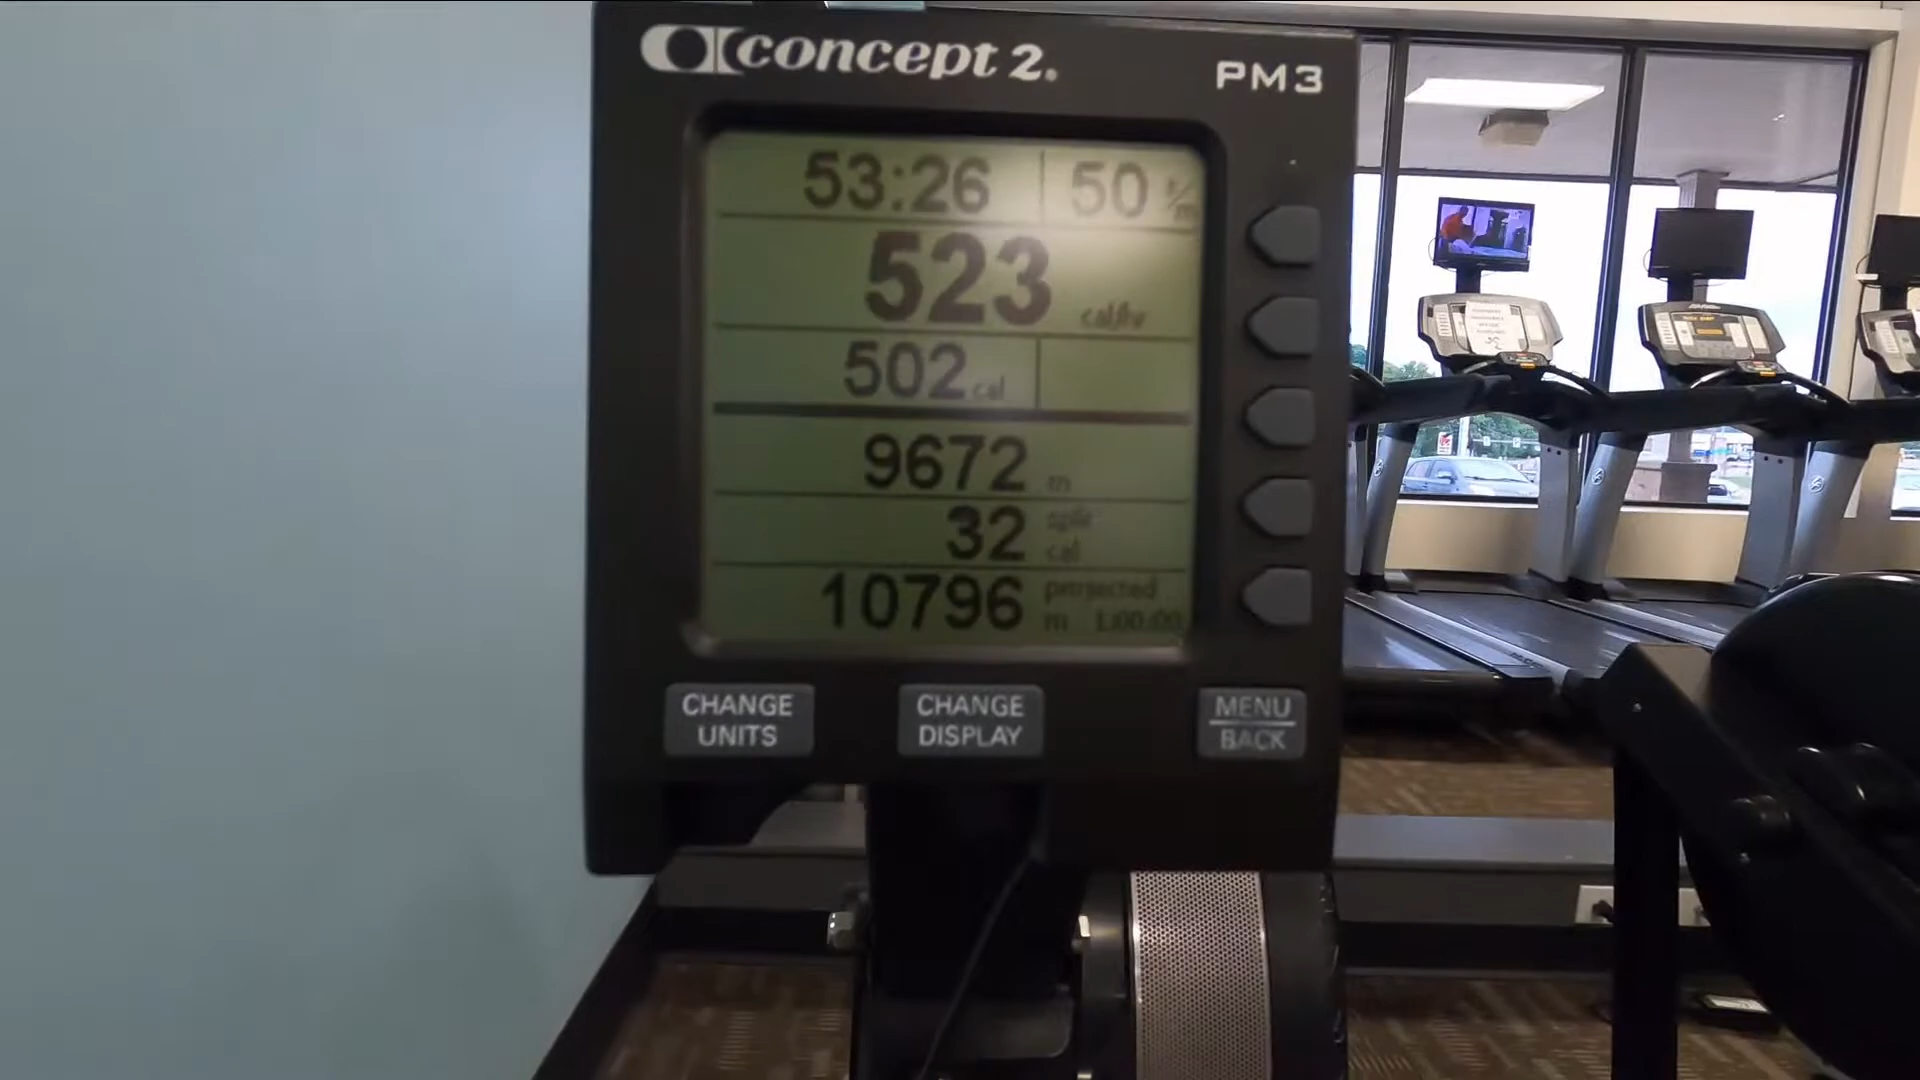 concept 2.
PM3
53:26
50 s/m
523 cal/hr
502 cal
9672 m
32 split cal
10796 projected
m 1:00:00
CHANGE UNITS
CHANGE DISPLAY
MENU
BACK